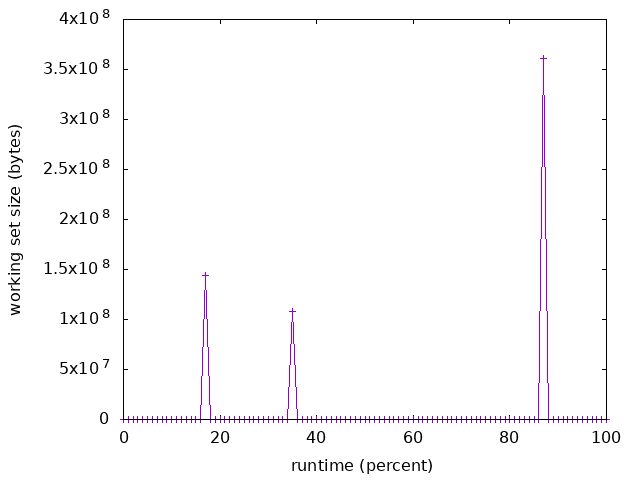 4x10⁸
3.5x10⁸
3x10⁸
2.5x10⁸
2x10⁸
1.5x10⁸
1x10⁸
5x10⁷
0
working set size (bytes)
0 20 40 60 80 100
runtime (percent)